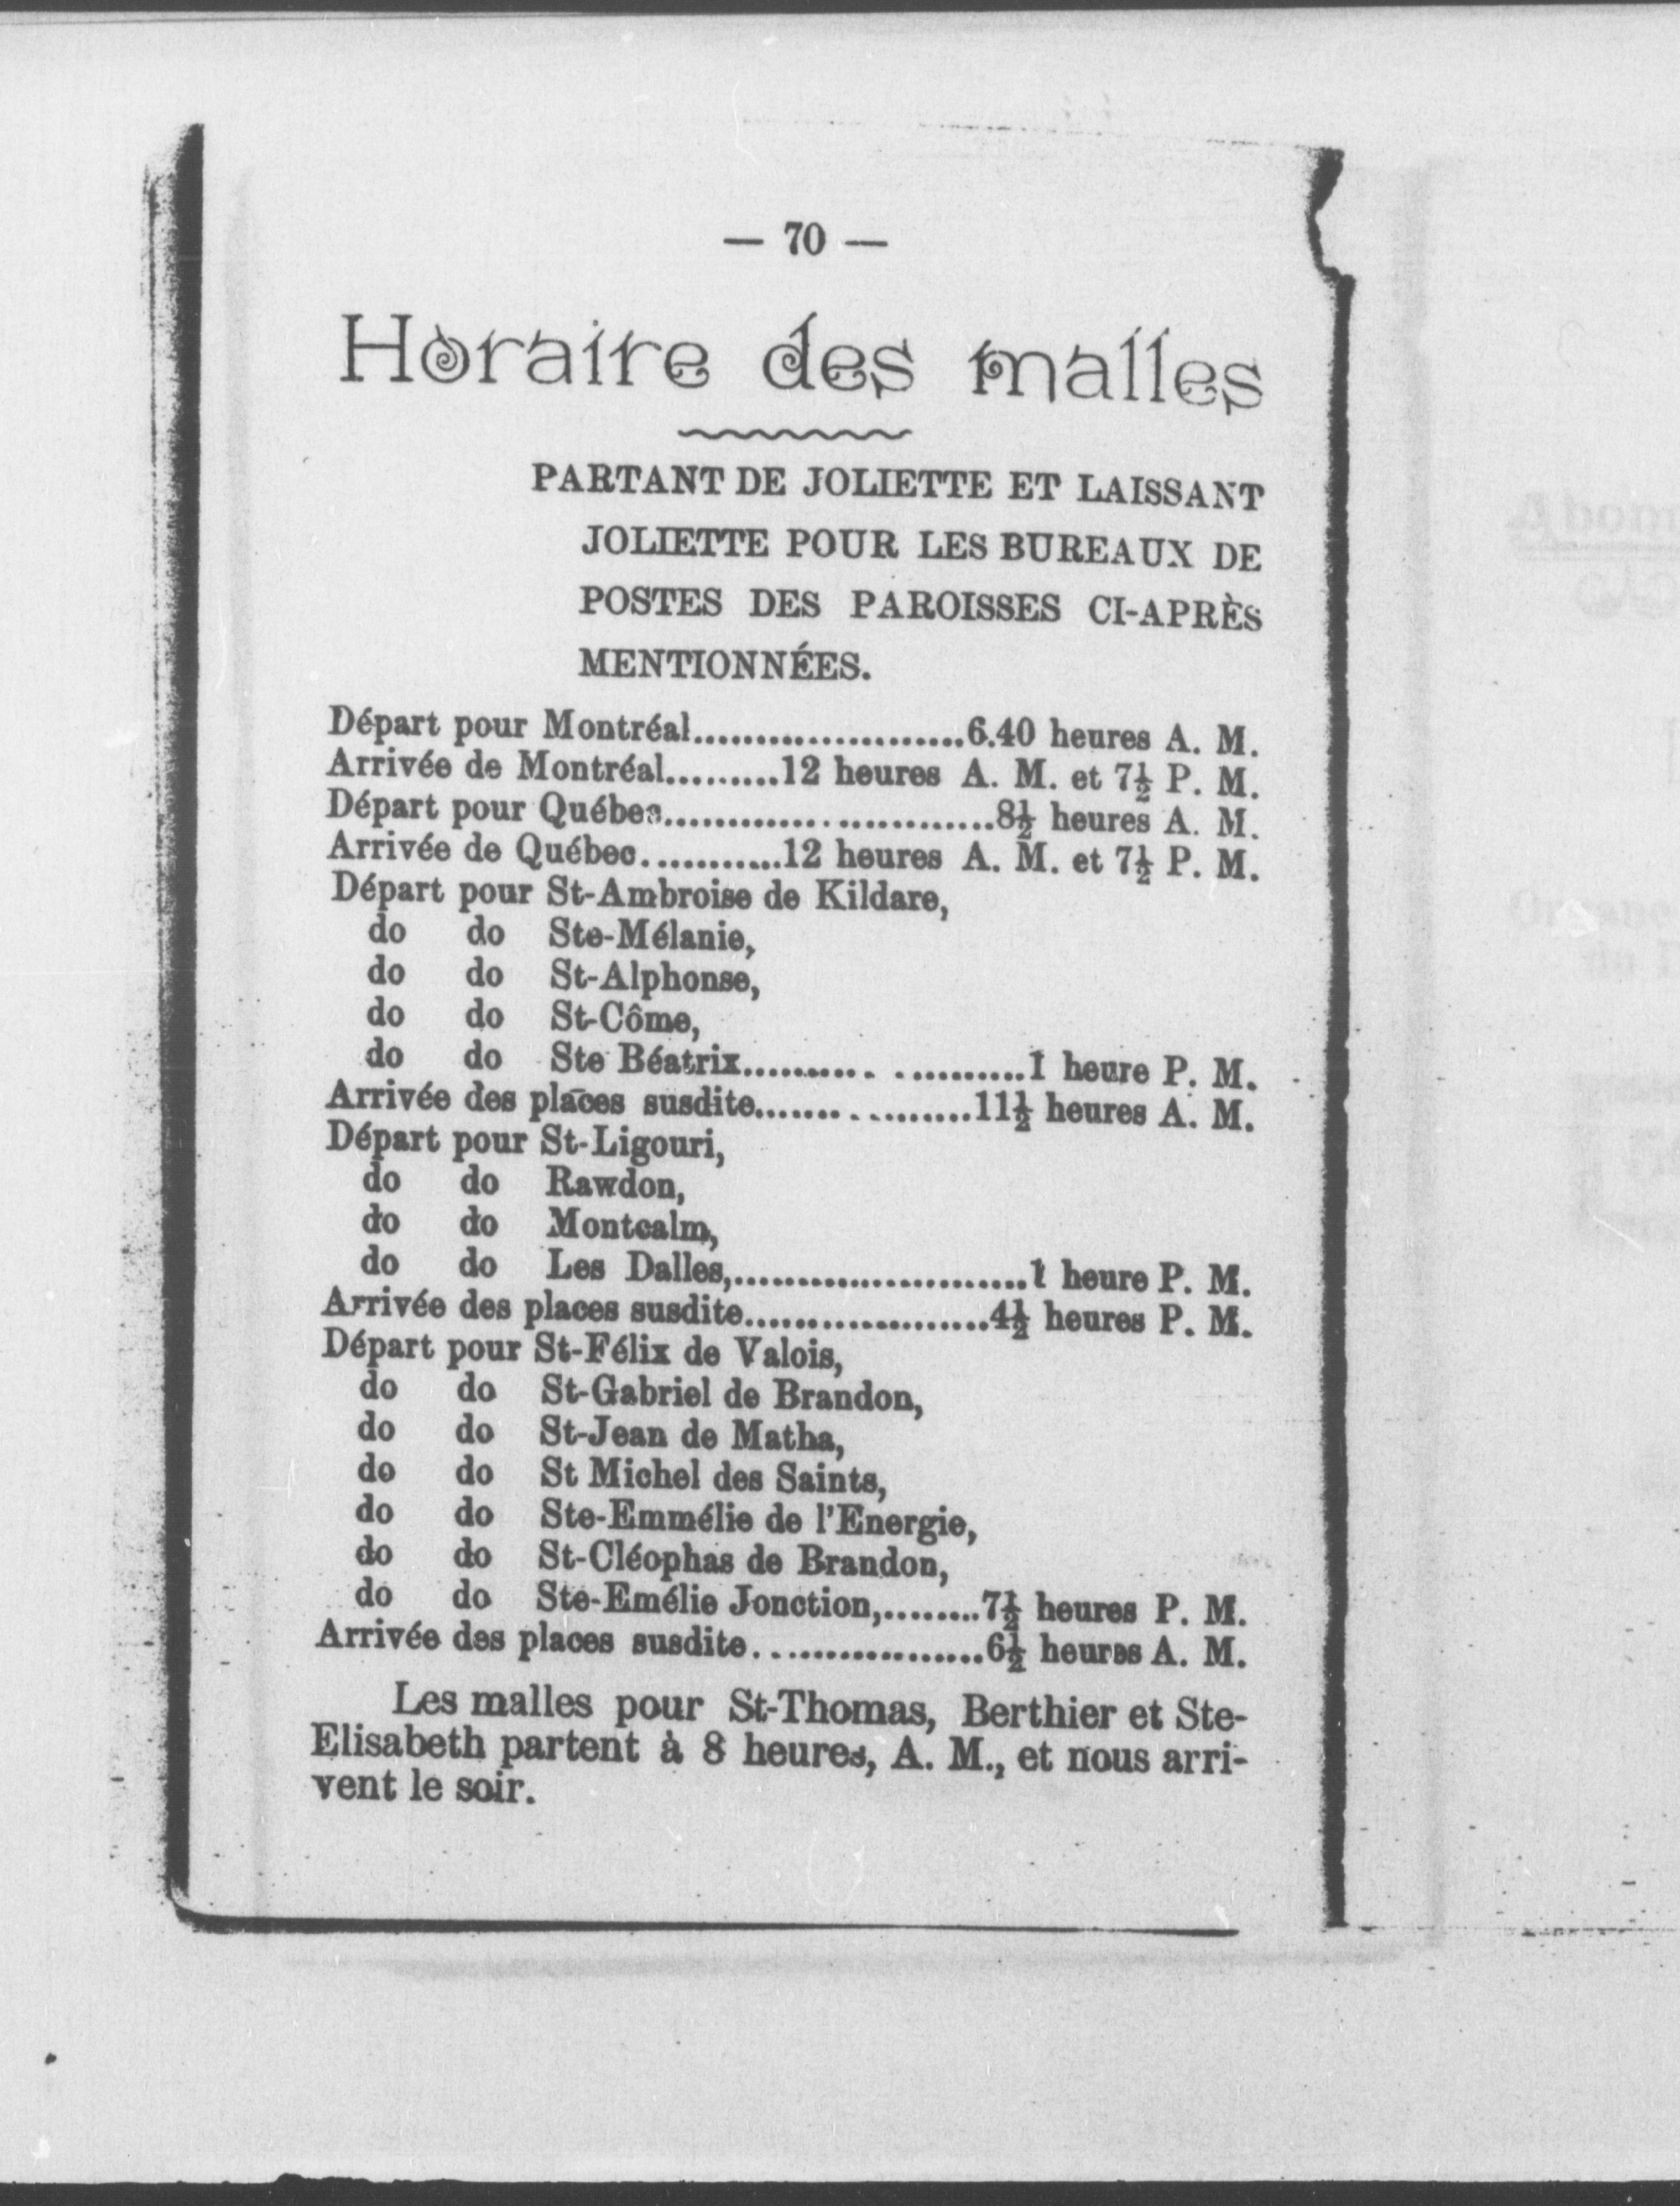 — 70 —
Horaire des malles
PARTANT DE JOLIETTE ET LAISSANT
JOLIETTE POUR LES BUREAUX DE
POSTES DES PAROISSES CI-APRÈS
MENTIONNÉES.
Départ pour Montréal......................6.40 heures A. M.
Arrivée de Montréal.........12 heures A. M. et 7½ P. M.
Départ pour Québec..........................8½ heures A. M.
Arrivée de Québec...........12 heures A. M. et 7½ P. M.
Départ pour St-Ambroise de Kildare,
do do Ste-Mélanie,
do do St-Alphonse,
do do St-Côme,
do do Ste Béatrix......................1 heure P. M.
Arrivée des places susdite.................11½ heures A. M.
Départ pour St-Ligouri,
do do Rawdon,
do do Montcalm,
do do Les Dalles,........................1 heure P. M.
Arrivée des places susdite....................4½ heures P. M.
Départ pour St-Félix de Valois,
do do St-Gabriel de Brandon,
do do St-Jean de Matha,
do do St Michel des Saints,
do do Ste-Emmélie de l'Energie,
do do St-Cléophas de Brandon,
do do Ste-Emélie Jonction,........7½ heures P. M.
Arrivée des places susdite...................6½ heures A. M.
Les malles pour St-Thomas, Berthier et Ste-
Elisabeth partent à 8 heures, A. M., et nous arri-
vent le soir.